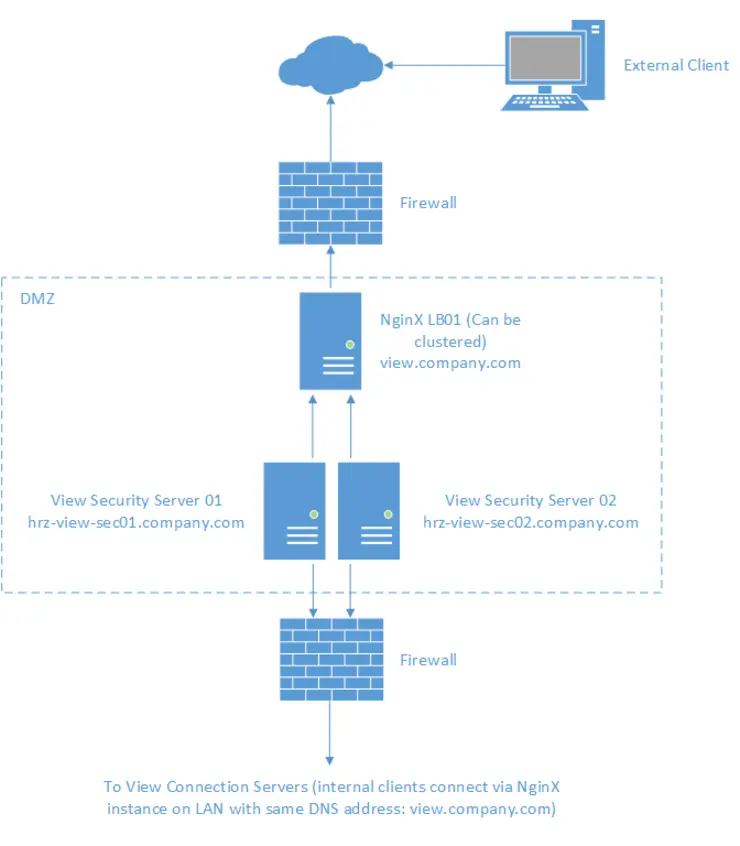 External Client
Firewall
DMZ
NginX LB01 (Can be
clustered)
view.company.com
View Security Server 01
hrz-view-sec01.company.com
View Security Server 02
hrz-view-sec02.company.com
Firewall
To View Connection Servers (internal clients connect via NginX
instance on LAN with same DNS address: view.company.com)